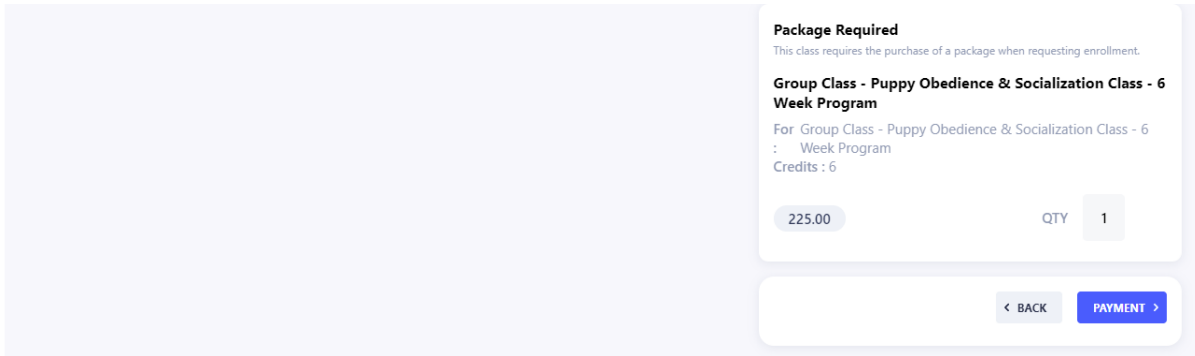 Package Required
This class requires the purchase of a package when requesting enrollment.
Group Class - Puppy Obedience & Socialization Class - 6
Week Program
For Group Class - Puppy Obedience & Socialization Class - 6
: Week Program
Credits : 6
225.00 QTY 1
< BACK PAYMENT >